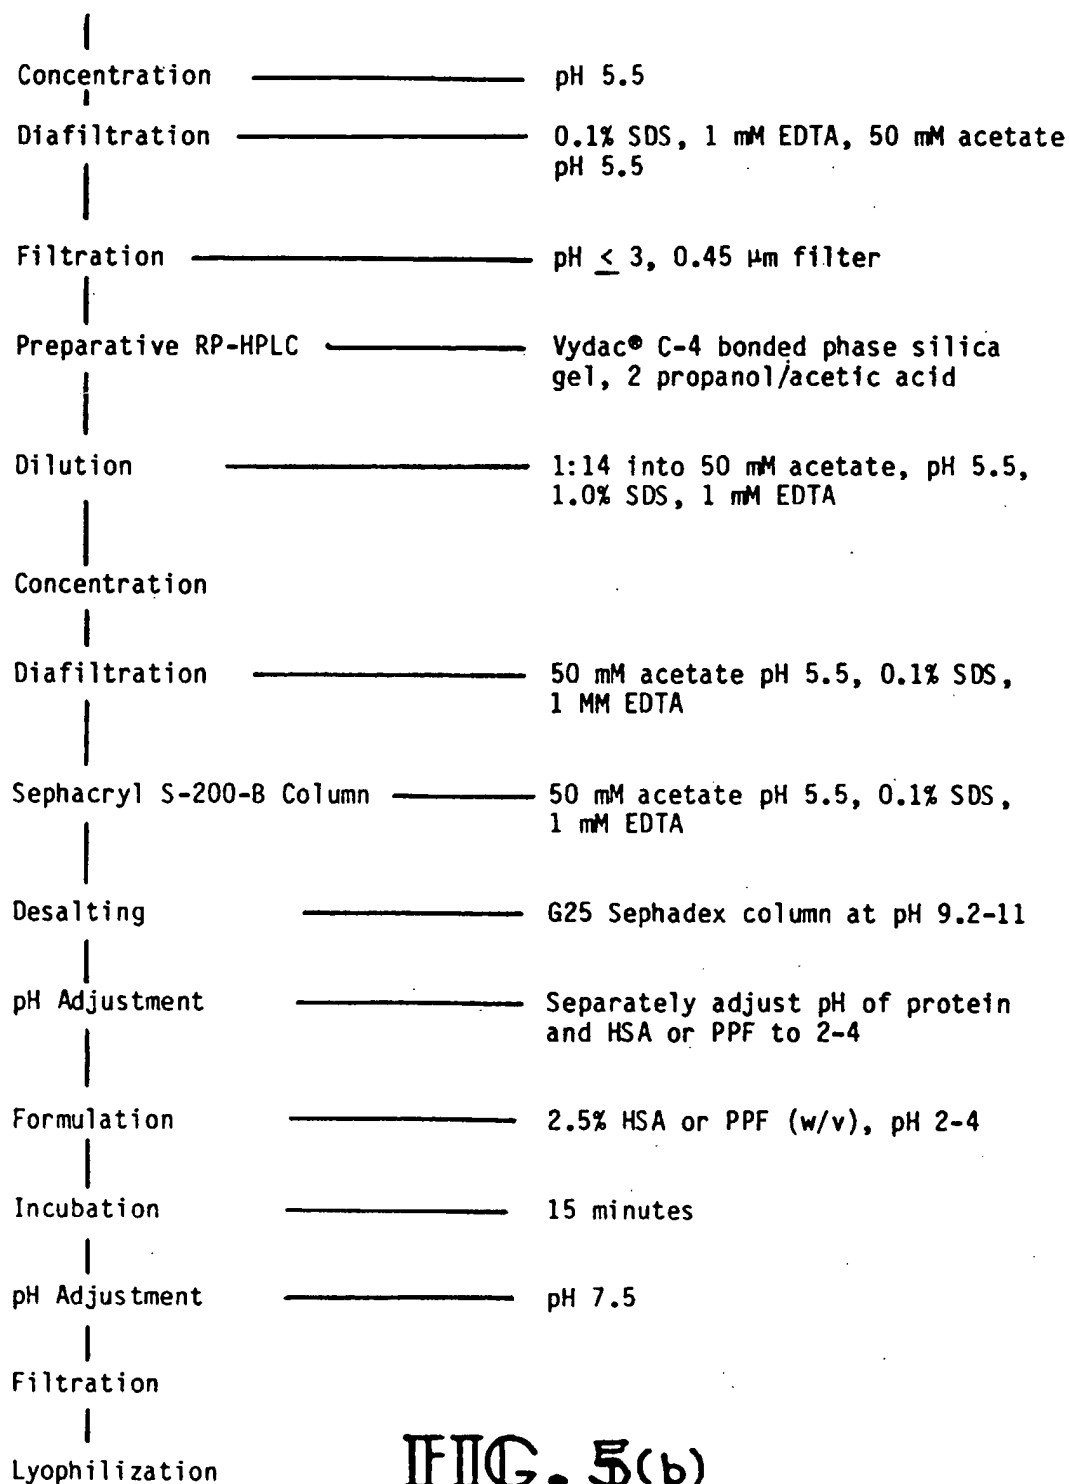 Concentration pH 5.5
Diafiltration 0.1% SDS, 1 mM EDTA, 50 mM acetate
pH 5.5
Filtration pH ≤ 3, 0.45 µm filter
Preparative RP-HPLC Vydac® C-4 bonded phase silica
gel, 2 propanol/acetic acid
Dilution 1:14 into 50 mM acetate, pH 5.5,
1.0% SDS, 1 mM EDTA
Concentration
Diafiltration 50 mM acetate pH 5.5, 0.1% SDS,
1 MM EDTA
Sephacryl S-200-B Column 50 mM acetate pH 5.5, 0.1% SDS,
1 mM EDTA
Desalting G25 Sephadex column at pH 9.2-11
pH Adjustment Separately adjust pH of protein
and HSA or PPF to 2-4
Formulation 2.5% HSA or PPF (w/v), pH 2-4
Incubation 15 minutes
pH Adjustment pH 7.5
Filtration
Lyophilization
FIG. 5(b)